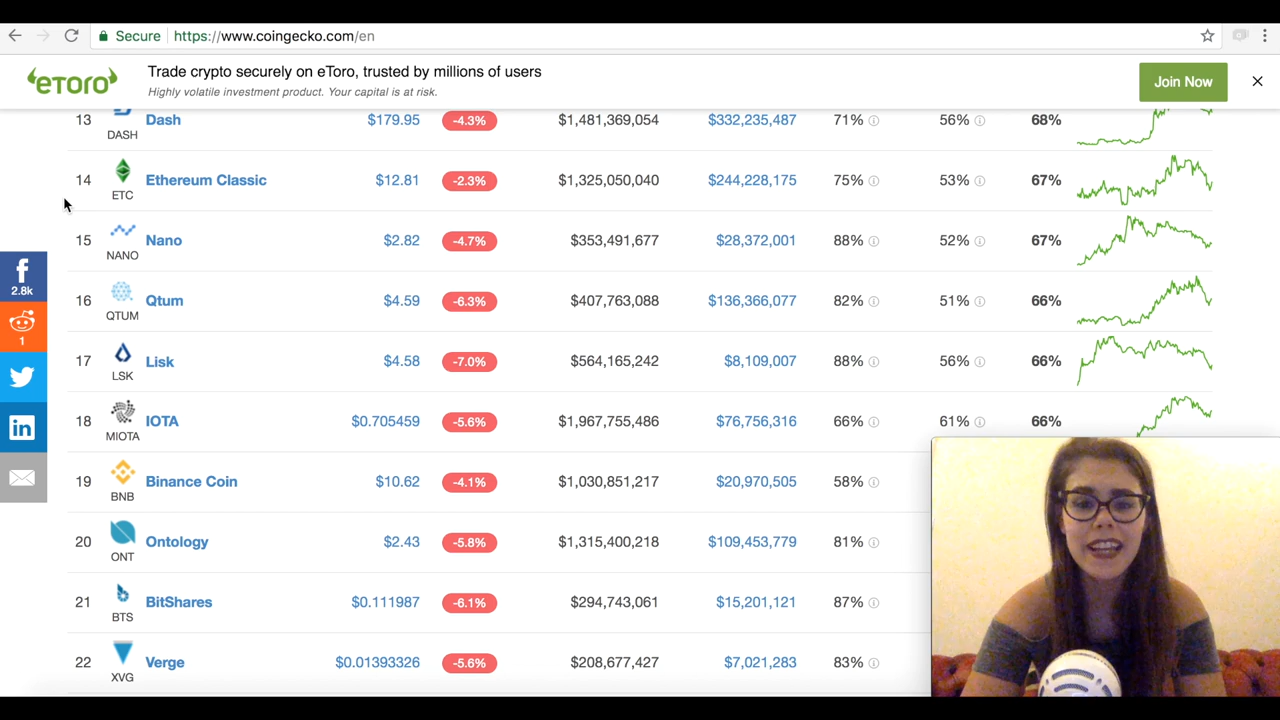 Secure https://www.coingecko.com/en
eToro Trade crypto securely on eToro, trusted by millions of users Join Now
Highly volatile investment product. Your capital is at risk.
13 Dash $179.95 -4.3% $1,481,369,054 $332,235,487 71% 56% 68%
DASH
14 Ethereum Classic $12.81 -2.3% $1,325,050,040 $244,228,175 75% 53% 67%
ETC
15 Nano $2.82 -4.7% $353,491,677 $28,372,001 88% 52% 67%
NANO
2.8k
16 Qtum $4.59 -6.3% $407,763,088 $136,366,077 82% 51% 66%
QTUM
1
17 Lisk $4.58 -7.0% $564,165,242 $8,109,007 88% 56% 66%
LSK
18 IOTA $0.705459 -5.6% $1,967,755,486 $76,756,316 66% 61% 66%
MIOTA
in
19 Binance Coin $10.62 -4.1% $1,030,851,217 $20,970,505 58%
BNB
20 Ontology $2.43 -5.8% $1,315,400,218 $109,453,779 81%
ONT
21 BitShares $0.111987 -6.1% $294,743,061 $15,201,121 87%
BTS
22 Verge $0.01393326 -5.6% $208,677,427 $7,021,283 83%
XVG